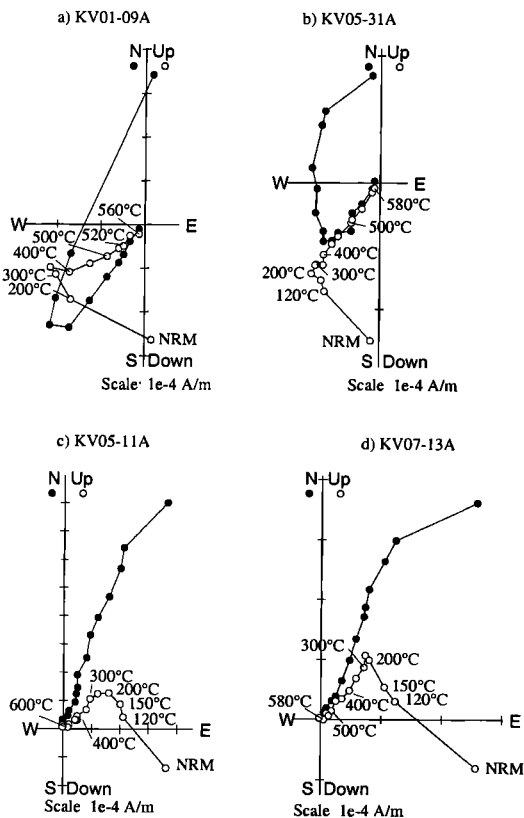 a) KV01-09A
N Up
W E
560°C
500°C 520°C
400°C
300°C
200°C
NRM
S Down
Scale· 1e-4 A/m
b) KV05-31A
N Up
W E
580°C
500°C
400°C
200°C 300°C
120°C
NRM
S Down
Scale 1e-4 A/m
c) KV05-11A
N Up
300°C
200°C
600°C 150°C
120°C
W E
400°C
NRM
S Down
Scale 1e-4 A/m
d) KV07-13A
N Up
300°C
200°C
580°C 400°C 150°C
120°C
W E
500°C
NRM
S Down
Scale 1e-4 A/m